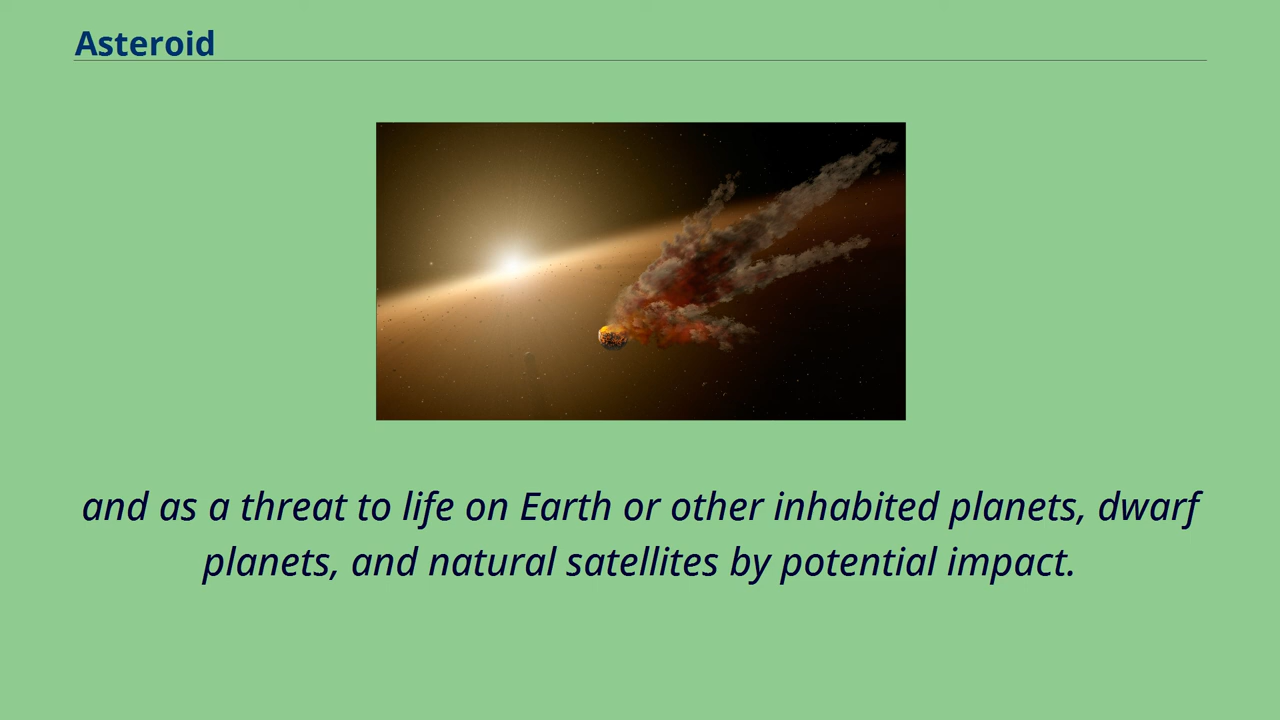 Asteroid
and as a threat to life on Earth or other inhabited planets, dwarf
planets, and natural satellites by potential impact.